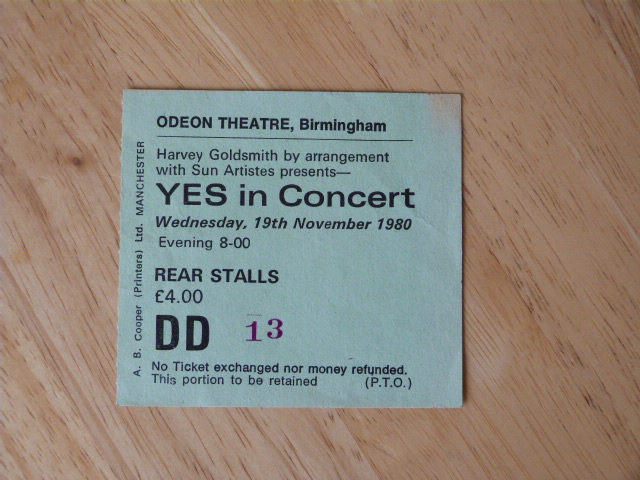 ODEON THEATRE, Birmingham
Harvey Goldsmith by arrangement
with Sun Artistes presents—
YES in Concert
Wednesday, 19th November 1980
Evening 8-00
REAR STALLS
£4.00
DD 13
No Ticket exchanged nor money refunded.
This portion to be retained (P.T.O.)
A. B. Cooper (Printers) Ltd. MANCHESTER